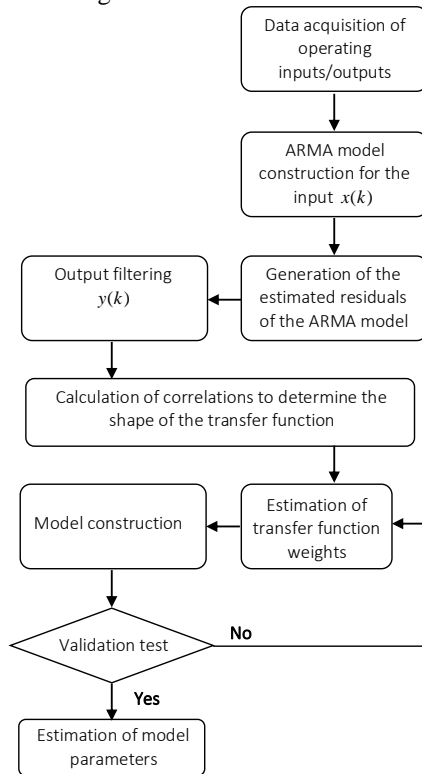 Data acquisition of
operating
inputs/outputs
ARMA model
construction for the
input x(k)
Output filtering
y(k)
Generation of the
estimated residuals
of the ARMA model
Calculation of correlations to determine the
shape of the transfer function
Model construction
Estimation of
transfer function
weights
Validation test
No
Yes
Estimation of model
parameters